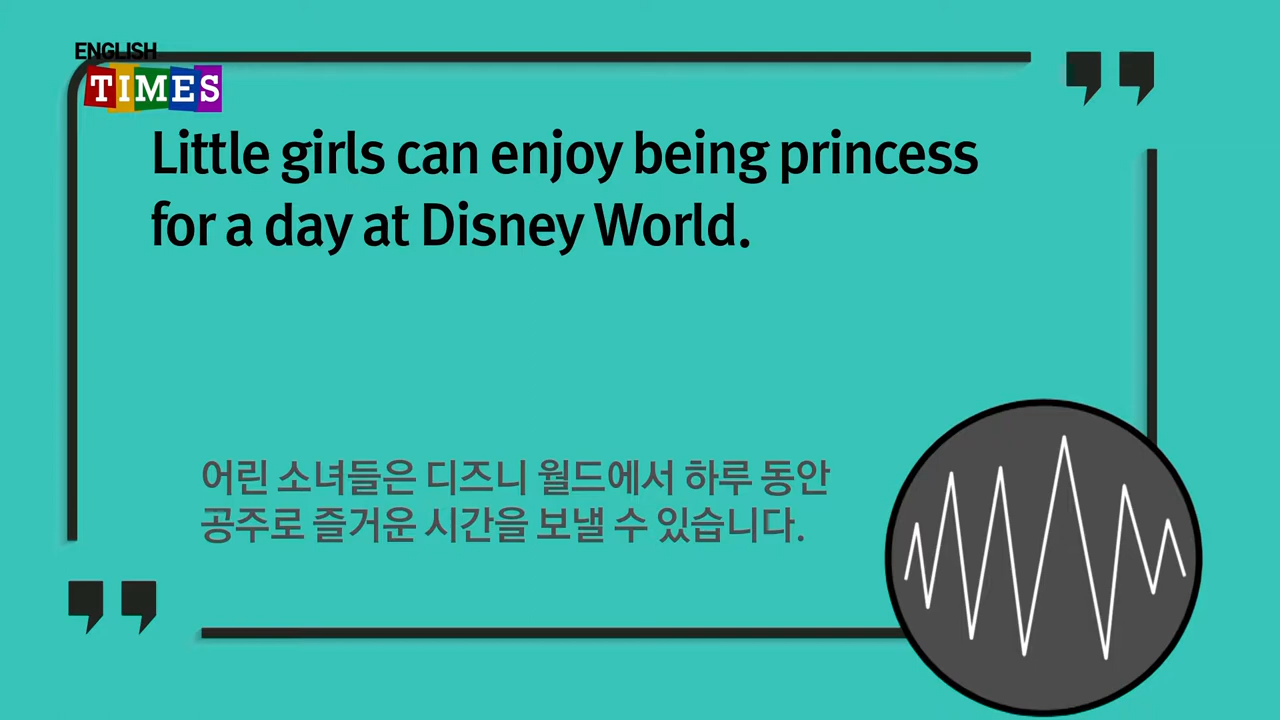 ENGLISH
TIMES
Little girls can enjoy being princess
for a day at Disney World.
어린 소녀들은 디즈니 월드에서 하루 동안
공주로 즐거운 시간을 보낼 수 있습니다.